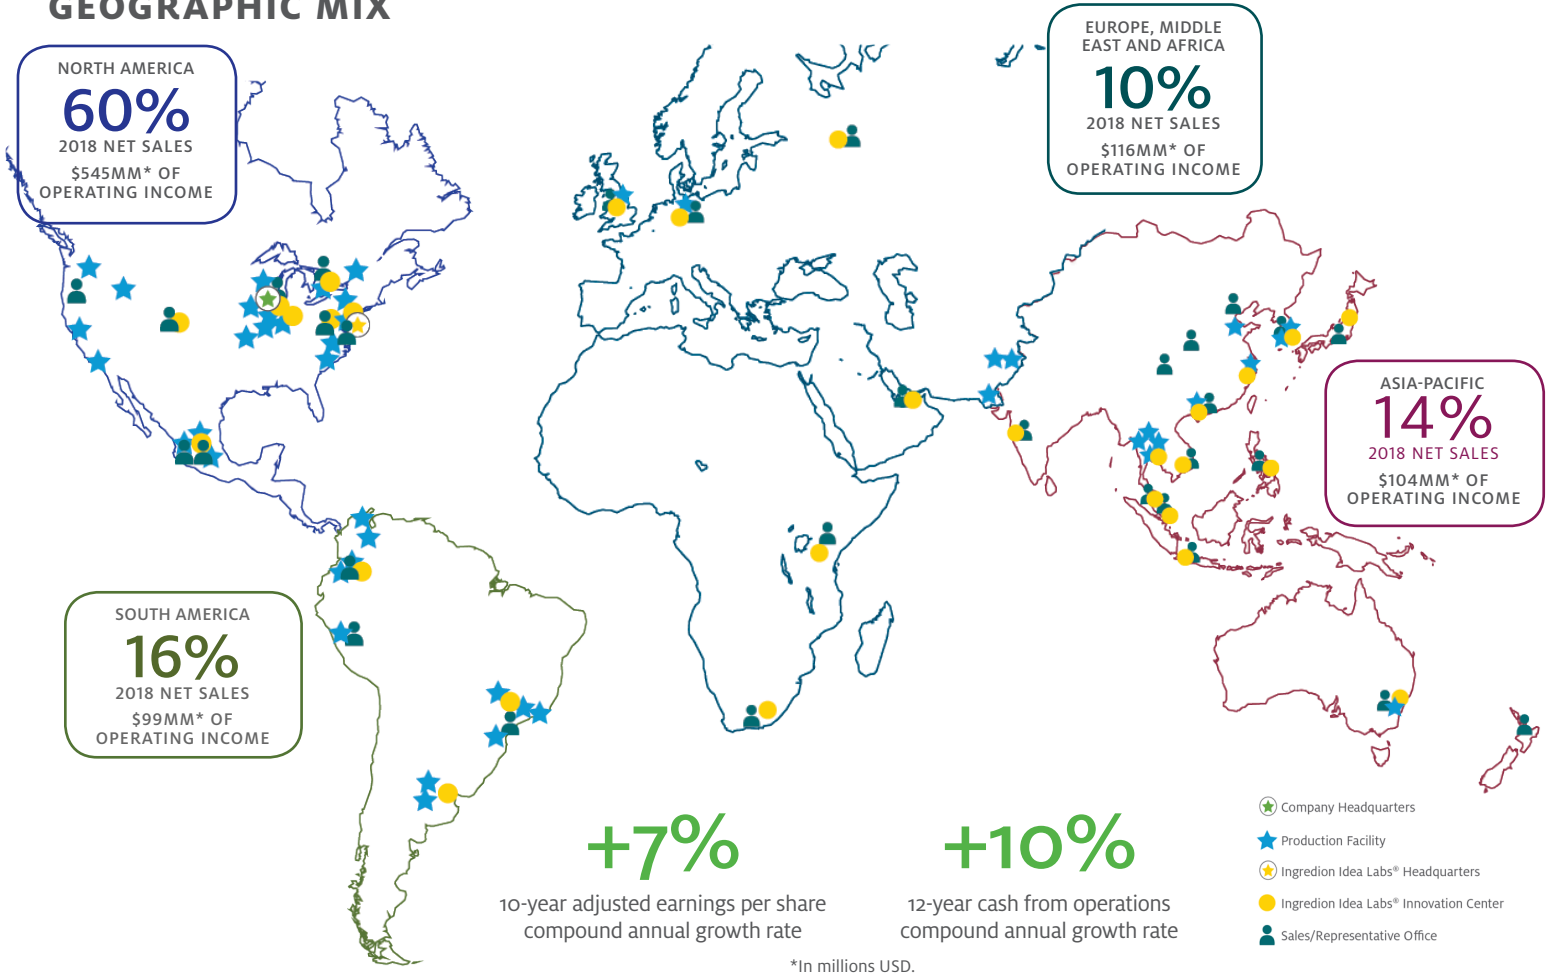 GEOGRAPHIC MIX
NORTH AMERICA
60%
2018 NET SALES
$545MM* OF
OPERATING INCOME
EUROPE, MIDDLE
EAST AND AFRICA
10%
2018 NET SALES
$116MM* OF
OPERATING INCOME
ASIA-PACIFIC
14%
2018 NET SALES
$104MM* OF
OPERATING INCOME
SOUTH AMERICA
16%
2018 NET SALES
$99MM* OF
OPERATING INCOME
+7%
10-year adjusted earnings per share
compound annual growth rate
+10%
12-year cash from operations
compound annual growth rate
*In millions USD.
Company Headquarters
Production Facility
Ingredion Idea Labs® Headquarters
Ingredion Idea Labs® Innovation Center
Sales/Representative Office